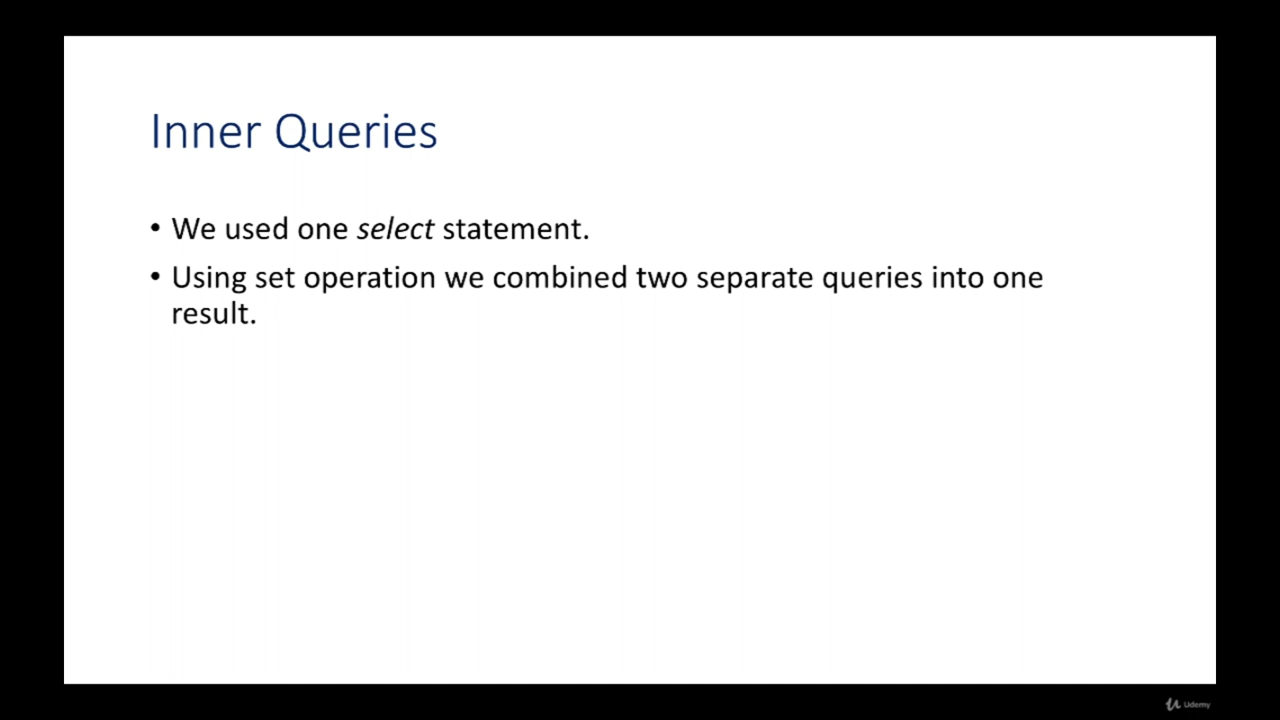 Inner Queries
• We used one select statement.
• Using set operation we combined two separate queries into one
result.
Udemy